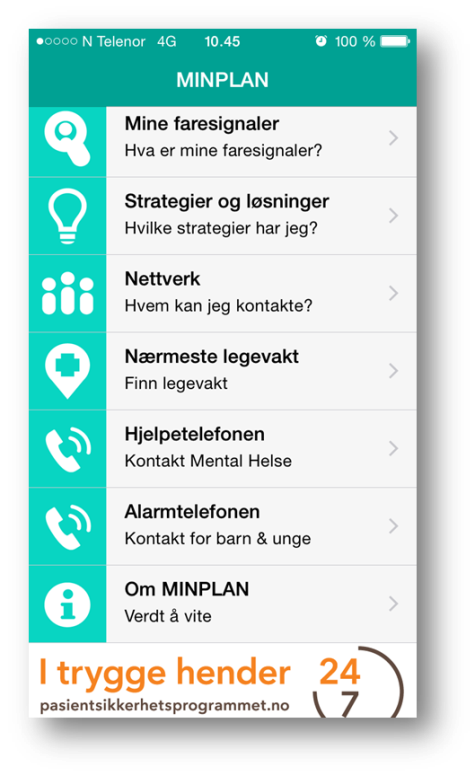 N Telenor 4G 10.45 100 %
MINPLAN
Mine faresignaler
Hva er mine faresignaler?
Strategier og løsninger
Hvilke strategier har jeg?
Nettverk
Hvem kan jeg kontakte?
Nærmeste legevakt
Finn legevakt
Hjelpetelefonen
Kontakt Mental Helse
Alarmtelefonen
Kontakt for barn & unge
Om MINPLAN
Verdt å vite
I trygge hender 24
pasientsikkerhetsprogrammet.no 7